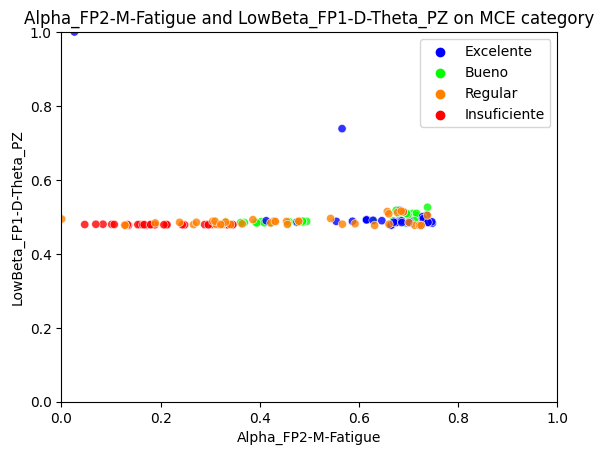 Alpha_FP2-M-Fatigue and LowBeta_FP1-D-Theta_PZ on MCE category
Excelente
Bueno
Regular
Insuficiente
LowBeta_FP1-D-Theta_PZ
1.0
0.8
0.6
0.4
0.2
0.0
0.0 0.2 0.4 0.6 0.8 1.0
Alpha_FP2-M-Fatigue